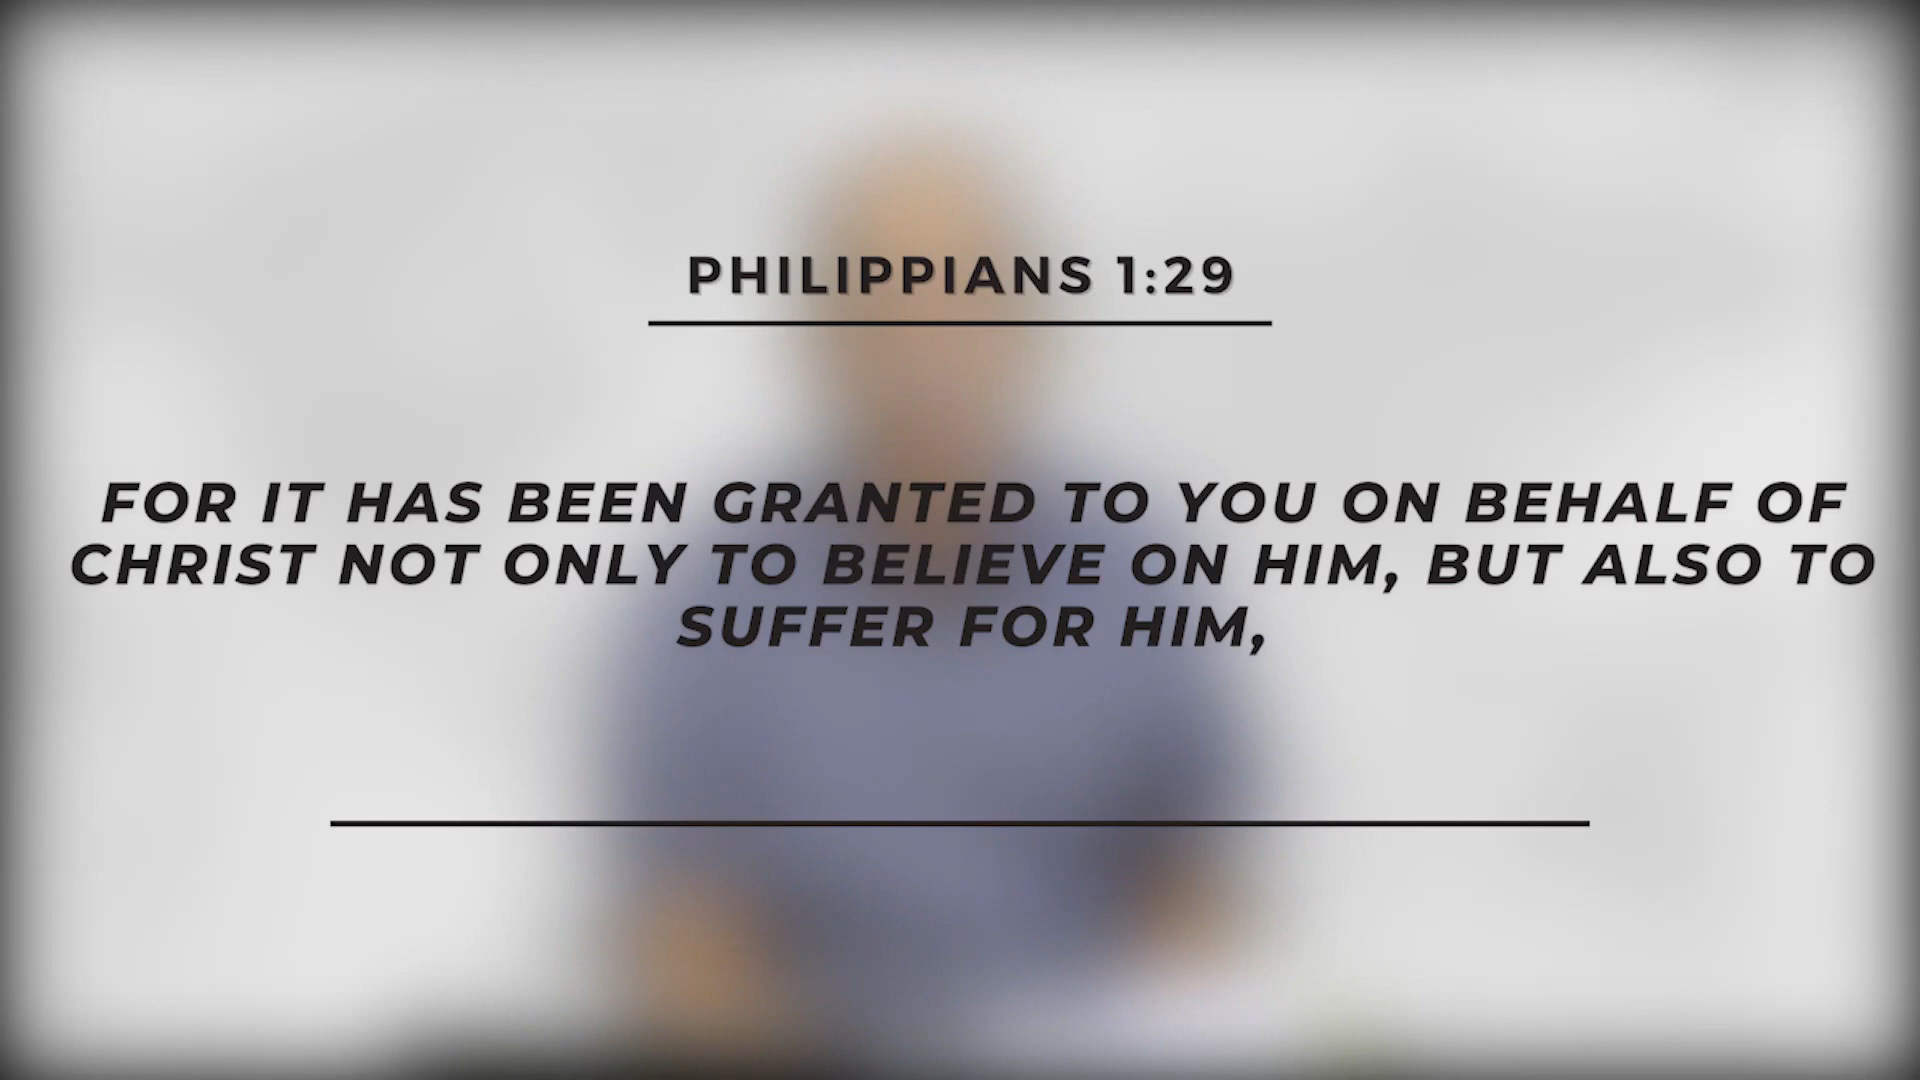 PHILIPPIANS 1:29
FOR IT HAS BEEN GRANTED TO YOU ON BEHALF OF
CHRIST NOT ONLY TO BELIEVE ON HIM, BUT ALSO TO
SUFFER FOR HIM,